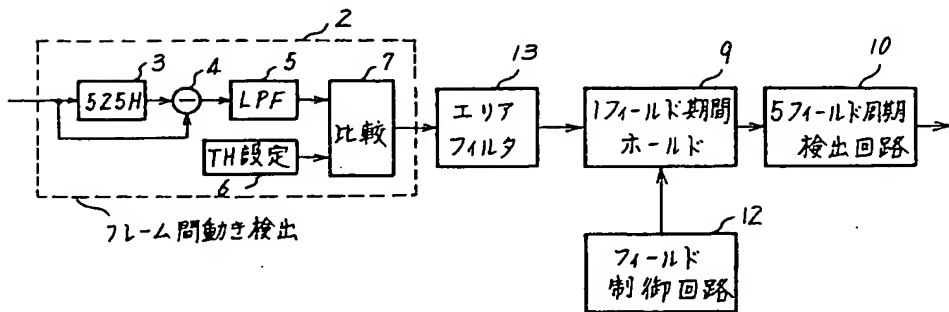 2
3
4
5
7
13
9
10
525H
LPF
比較
TH設定
6
フレーム間動き検出
エリア
フィルタ
1フィールド期間
ホールド
5フィールド周期
検出回路
12
フィールド
制御回路